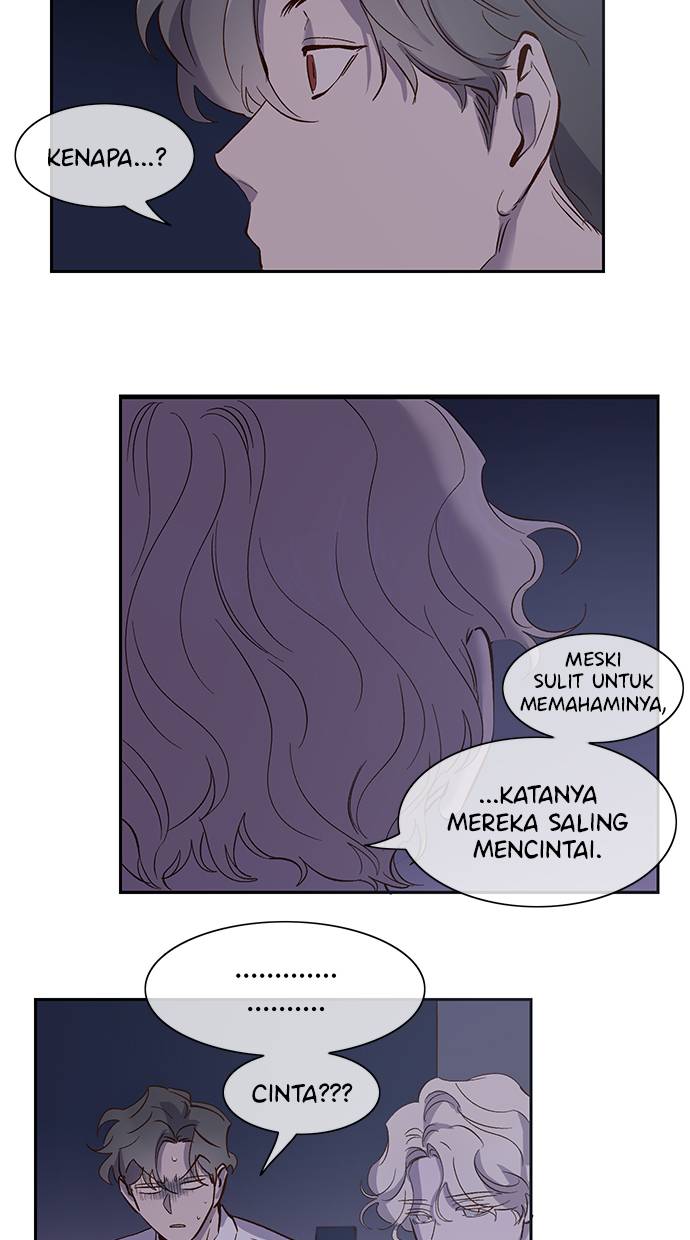 KENAPA...?
MESKI
SULIT UNTUK
MEMAHAMINYA,
...KATANYA
MEREKA SALING
MENCINTAI.
.............
..........
CINTA???